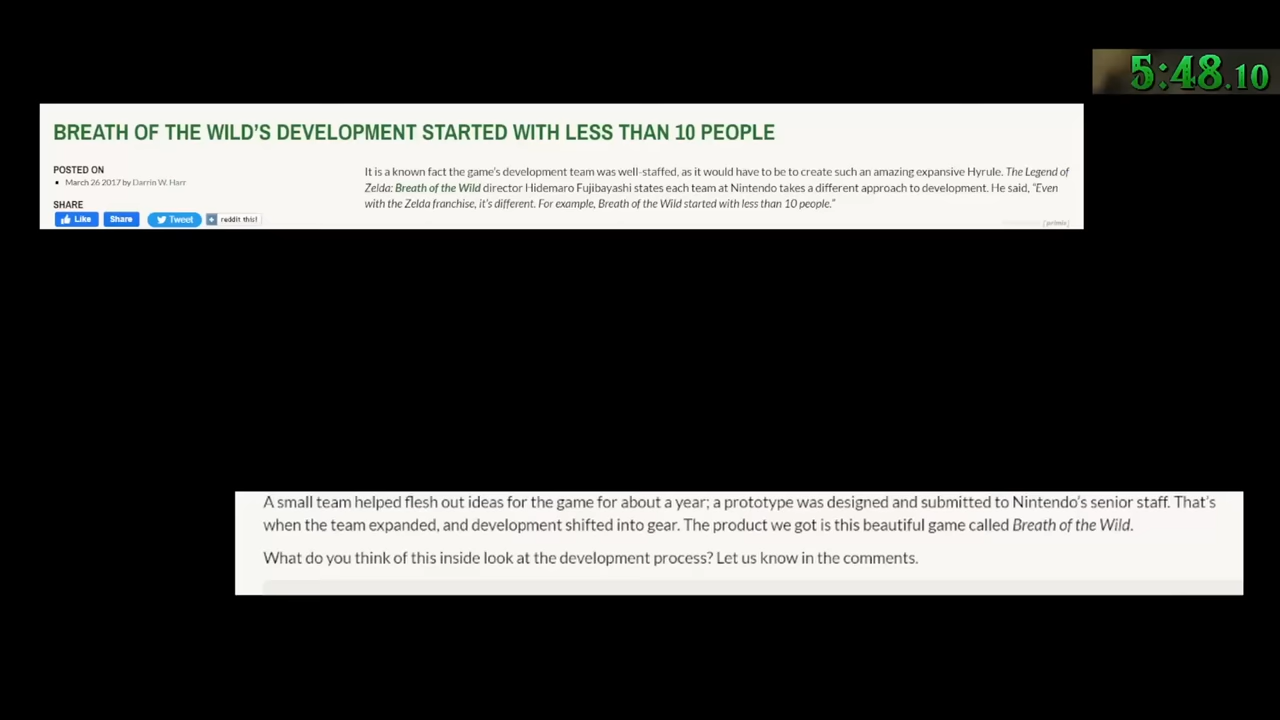 5:48.10
BREATH OF THE WILD’S DEVELOPMENT STARTED WITH LESS THAN 10 PEOPLE
POSTED ON
• March 26 2017 by Darrin W. Harr
SHARE
Like Share Tweet reddit this!
It is a known fact the game’s development team was well-staffed, as it would have to be to create such an amazing expansive Hyrule. The Legend of
Zelda: Breath of the Wild director Hidemaro Fujibayashi states each team at Nintendo takes a different approach to development. He said, “Even
with the Zelda franchise, it’s different. For example, Breath of the Wild started with less than 10 people.”
A small team helped flesh out ideas for the game for about a year; a prototype was designed and submitted to Nintendo’s senior staff. That’s
when the team expanded, and development shifted into gear. The product we got is this beautiful game called Breath of the Wild.
What do you think of this inside look at the development process? Let us know in the comments.